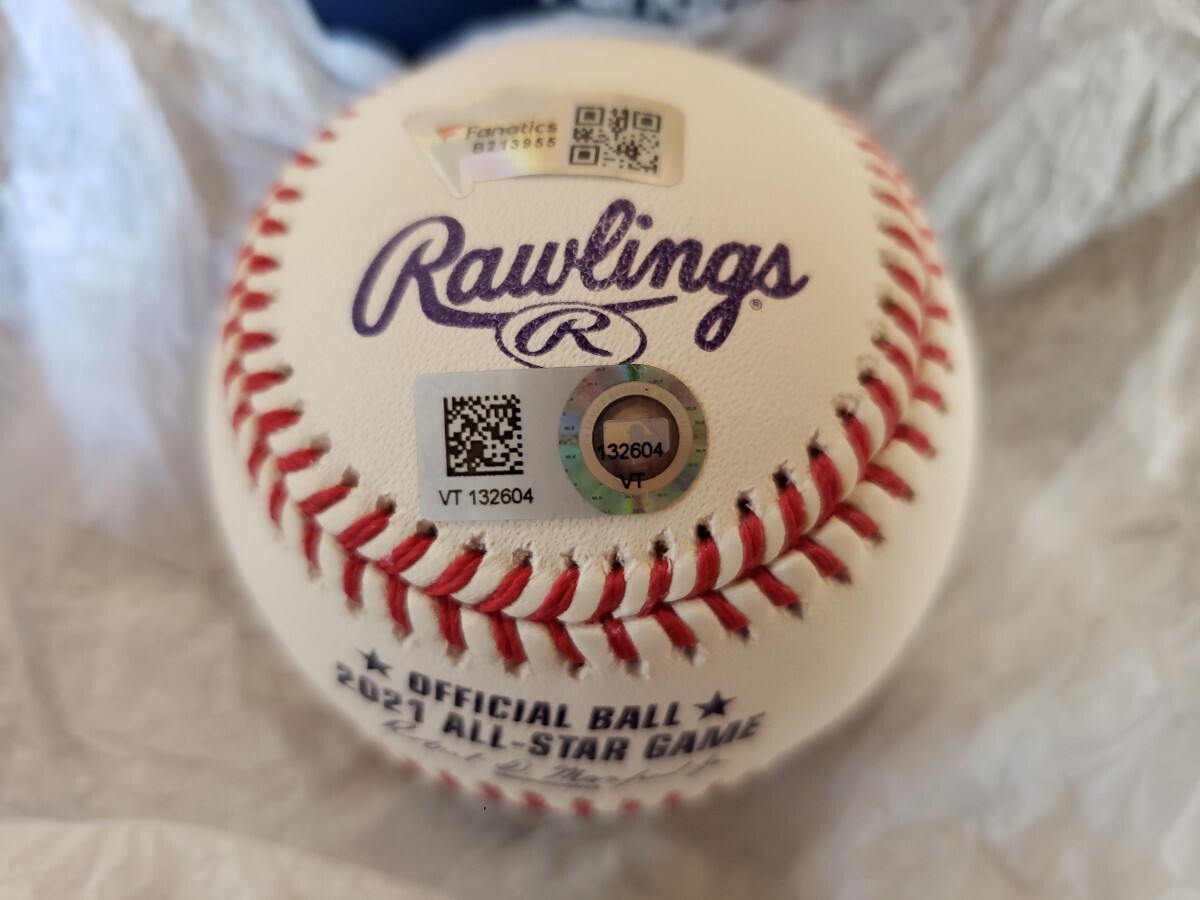 Fanatics
B213955
Rawlings®
R
VT 132604
132604
VT
OFFICIAL BALL
2021 ALL-STAR GAME